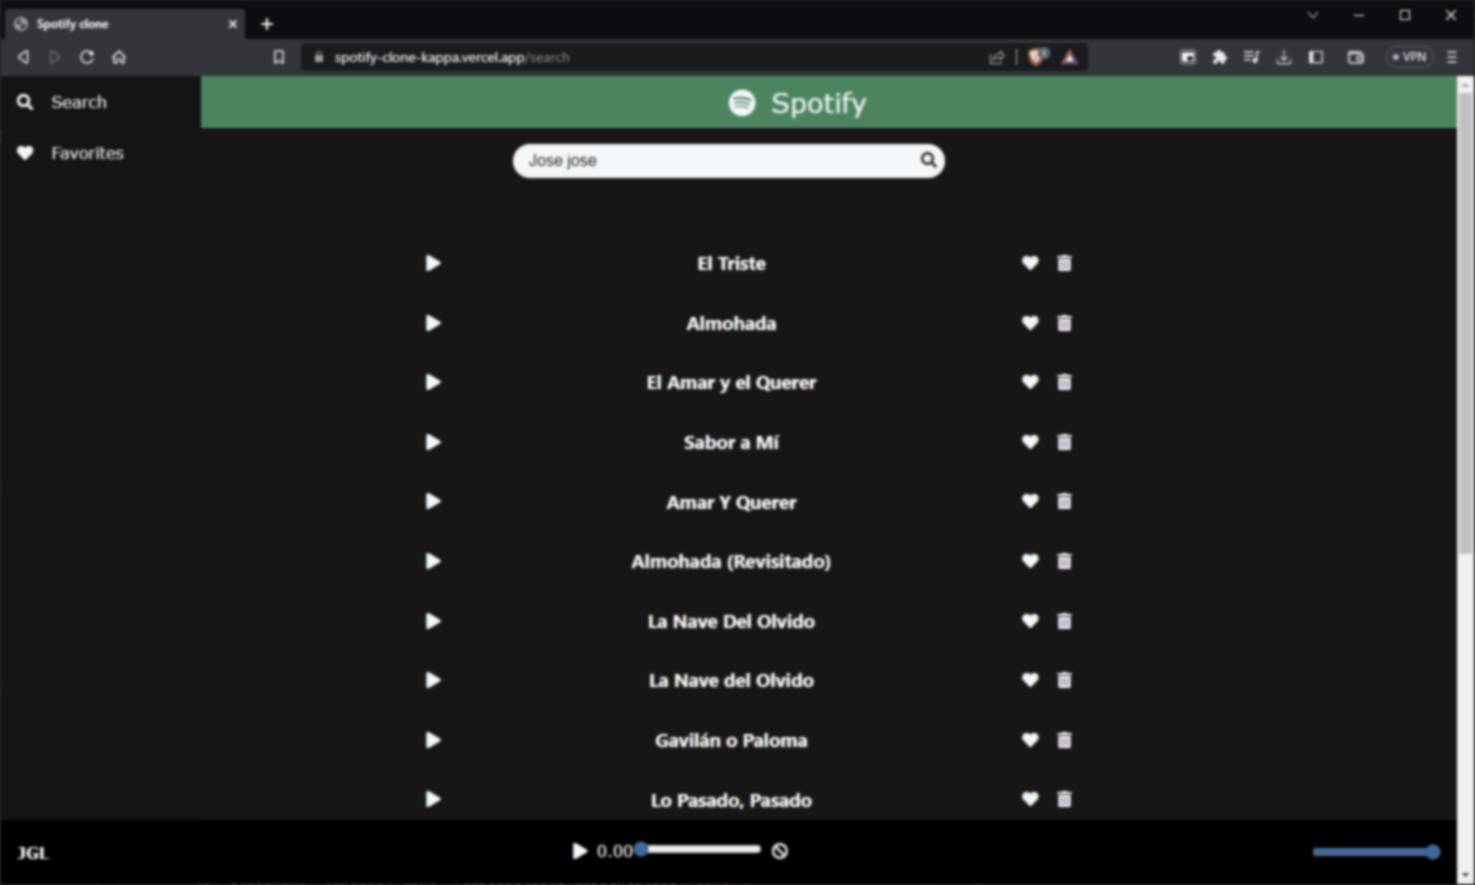 Spotify clone
spotify-clone-kappa.vercel.app/search
VPN
Search
Spotify
Favorites
Jose jose
El Triste
Almohada
El Amar y el Querer
Sabor a Mí
Amar Y Querer
Almohada (Revisitado)
La Nave Del Olvido
La Nave del Olvido
Gavilán o Paloma
Lo Pasado, Pasado
JGL
0.00